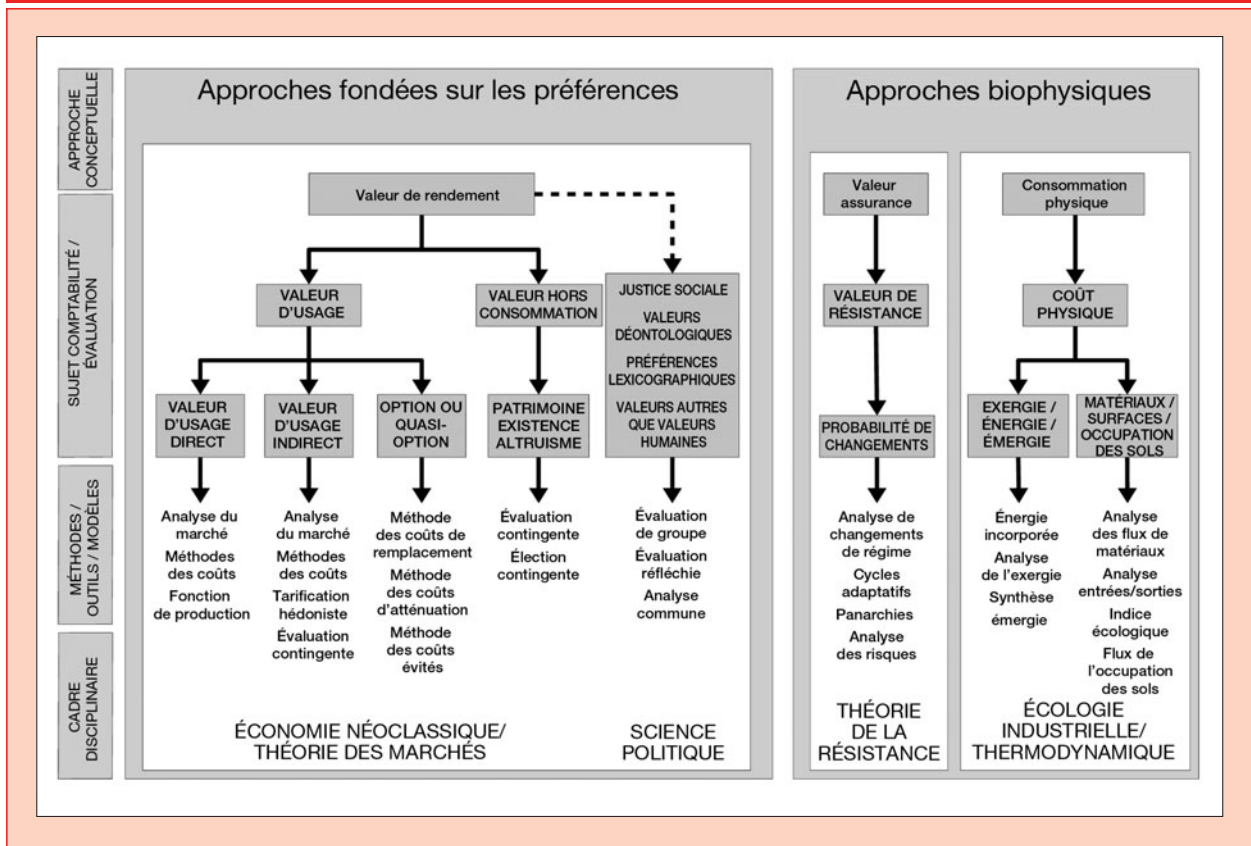 APPROCHE
CONCEPTUELLE
Approches fondées sur les préférences
Approches biophysiques
SUJET COMPTABILITÉ /
ÉVALUATION
Valeur de rendement
Valeur
assurance
Consommation
physique
VALEUR
D'USAGE
VALEUR HORS
CONSOMMATION
JUSTICE SOCIALE
VALEURS
DÉONTOLOGIQUES
PRÉFÉRENCES
LEXICOGRAPHIQUES
VALEURS AUTRES
QUE VALEURS
HUMAINES
VALEUR DE
RÉSISTANCE
COÛT
PHYSIQUE
VALEUR
D'USAGE
DIRECT
VALEUR
D'USAGE
INDIRECT
OPTION OU
QUASI-
OPTION
PATRIMOINE
EXISTENCE
ALTRUISME
PROBABILITÉ DE
CHANGEMENTS
EXERGIE /
ÉNERGIE /
ÉMERGIE
MATÉRIAUX /
SURFACES /
OCCUPATION
DES SOLS
MÉTHODES /
OUTILS / MODÈLES
Analyse du
marché
Méthodes
des coûts
Fonction
de production
Analyse du
marché
Méthodes
des coûts
Tarification
hédoniste
Évaluation
contingente
Méthode
des coûts de
remplacement
Méthode
des coûts
d'atténuation
Méthode
des coûts
évités
Évaluation
contingente
Élection
contingente
Évaluation
de groupe
Évaluation
réfléchie
Analyse
commune
Analyse de
changements
de régime
Cycles
adaptatifs
Panarchies
Analyse
des risques
Énergie
incorporée
Analyse
de l'exergie
Synthèse
émergie
Analyse
des flux de
matériaux
Analyse
entrées/sorties
Indice
écologique
Flux de
l'occupation
des sols
CADRE
DISCIPLINAIRE
ÉCONOMIE NÉOCLASSIQUE/
THÉORIE DES MARCHÉS
SCIENCE
POLITIQUE
THÉORIE
DE LA
RÉSISTANCE
ÉCOLOGIE
INDUSTRIELLE/
THERMODYNAMIQUE